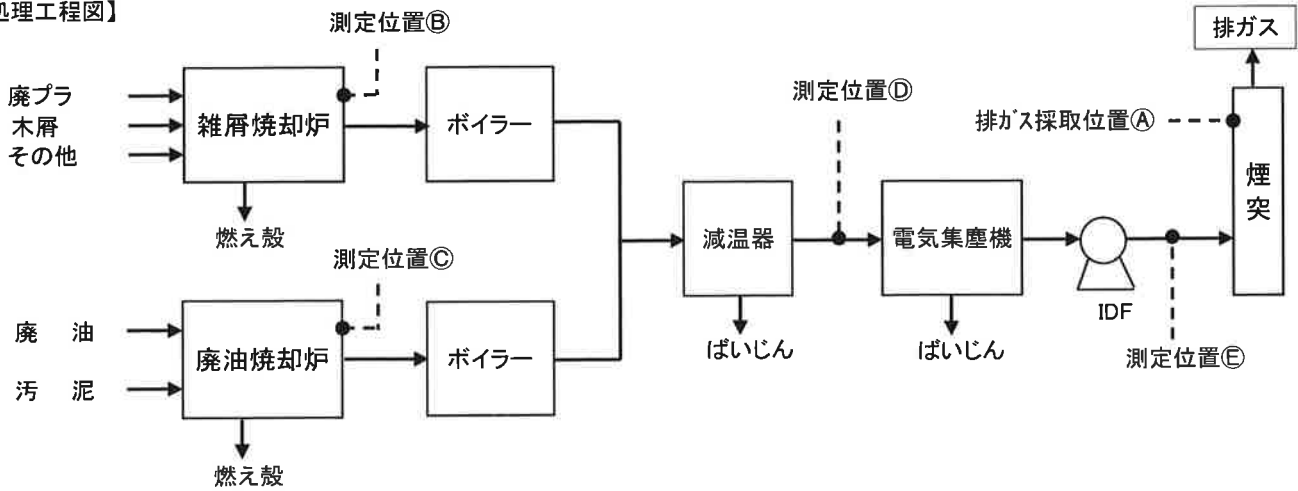 処理工程図】
測定位置Ⓑ
排ガス
廃プラ
木屑
その他
雑屑焼却炉
ボイラー
測定位置Ⓓ
排ガス採取位置Ⓐ
煙突
燃え殻
減温器
電気集塵機
測定位置Ⓒ
IDF
廃 油
汚 泥
廃油焼却炉
ボイラー
ばいじん
ばいじん
測定位置Ⓔ
燃え殻